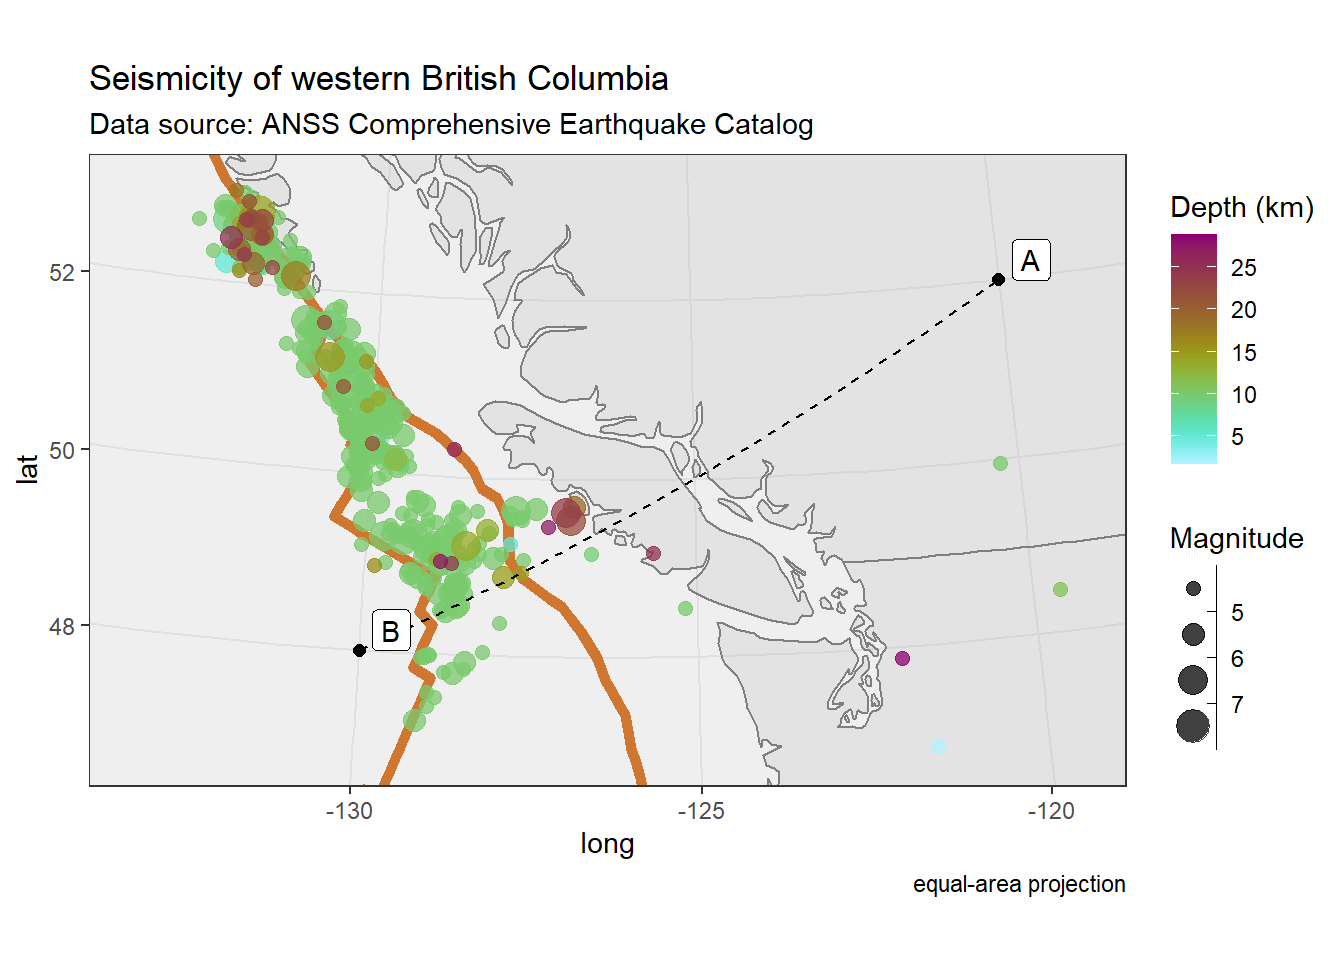 Seismicity of western British Columbia
Data source: ANSS Comprehensive Earthquake Catalog
Depth (km)
25
20
15
10
5
Magnitude
5
6
7
A
B
52
50
48
lat
-130
-125
-120
long
equal-area projection